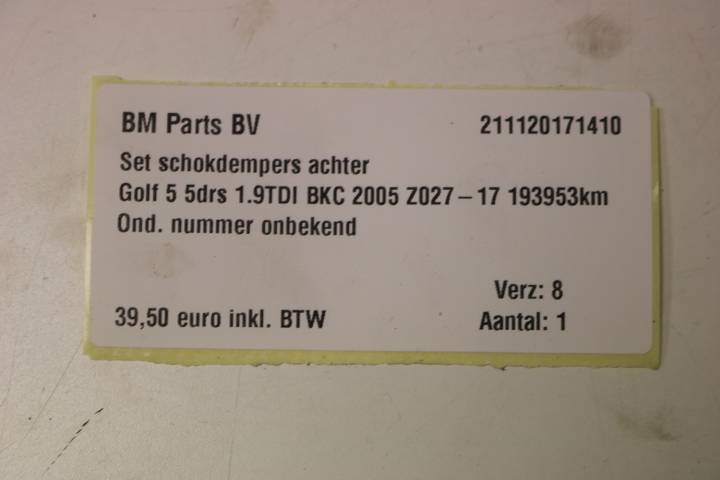 BM Parts BV 211120171410
Set schokdempers achter
Golf 5 5drs 1.9TDI BKC 2005 Z027-17 193953km
Ond. nummer onbekend
Verz: 8
39,50 euro inkl. BTW Aantal: 1